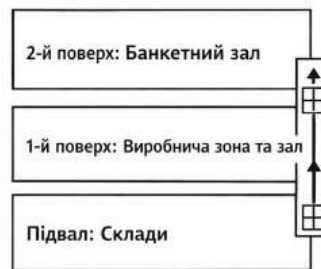 2-й поверх: Банкетний зал
1-й поверх: Виробнича зона та зал
Підвал: Склади